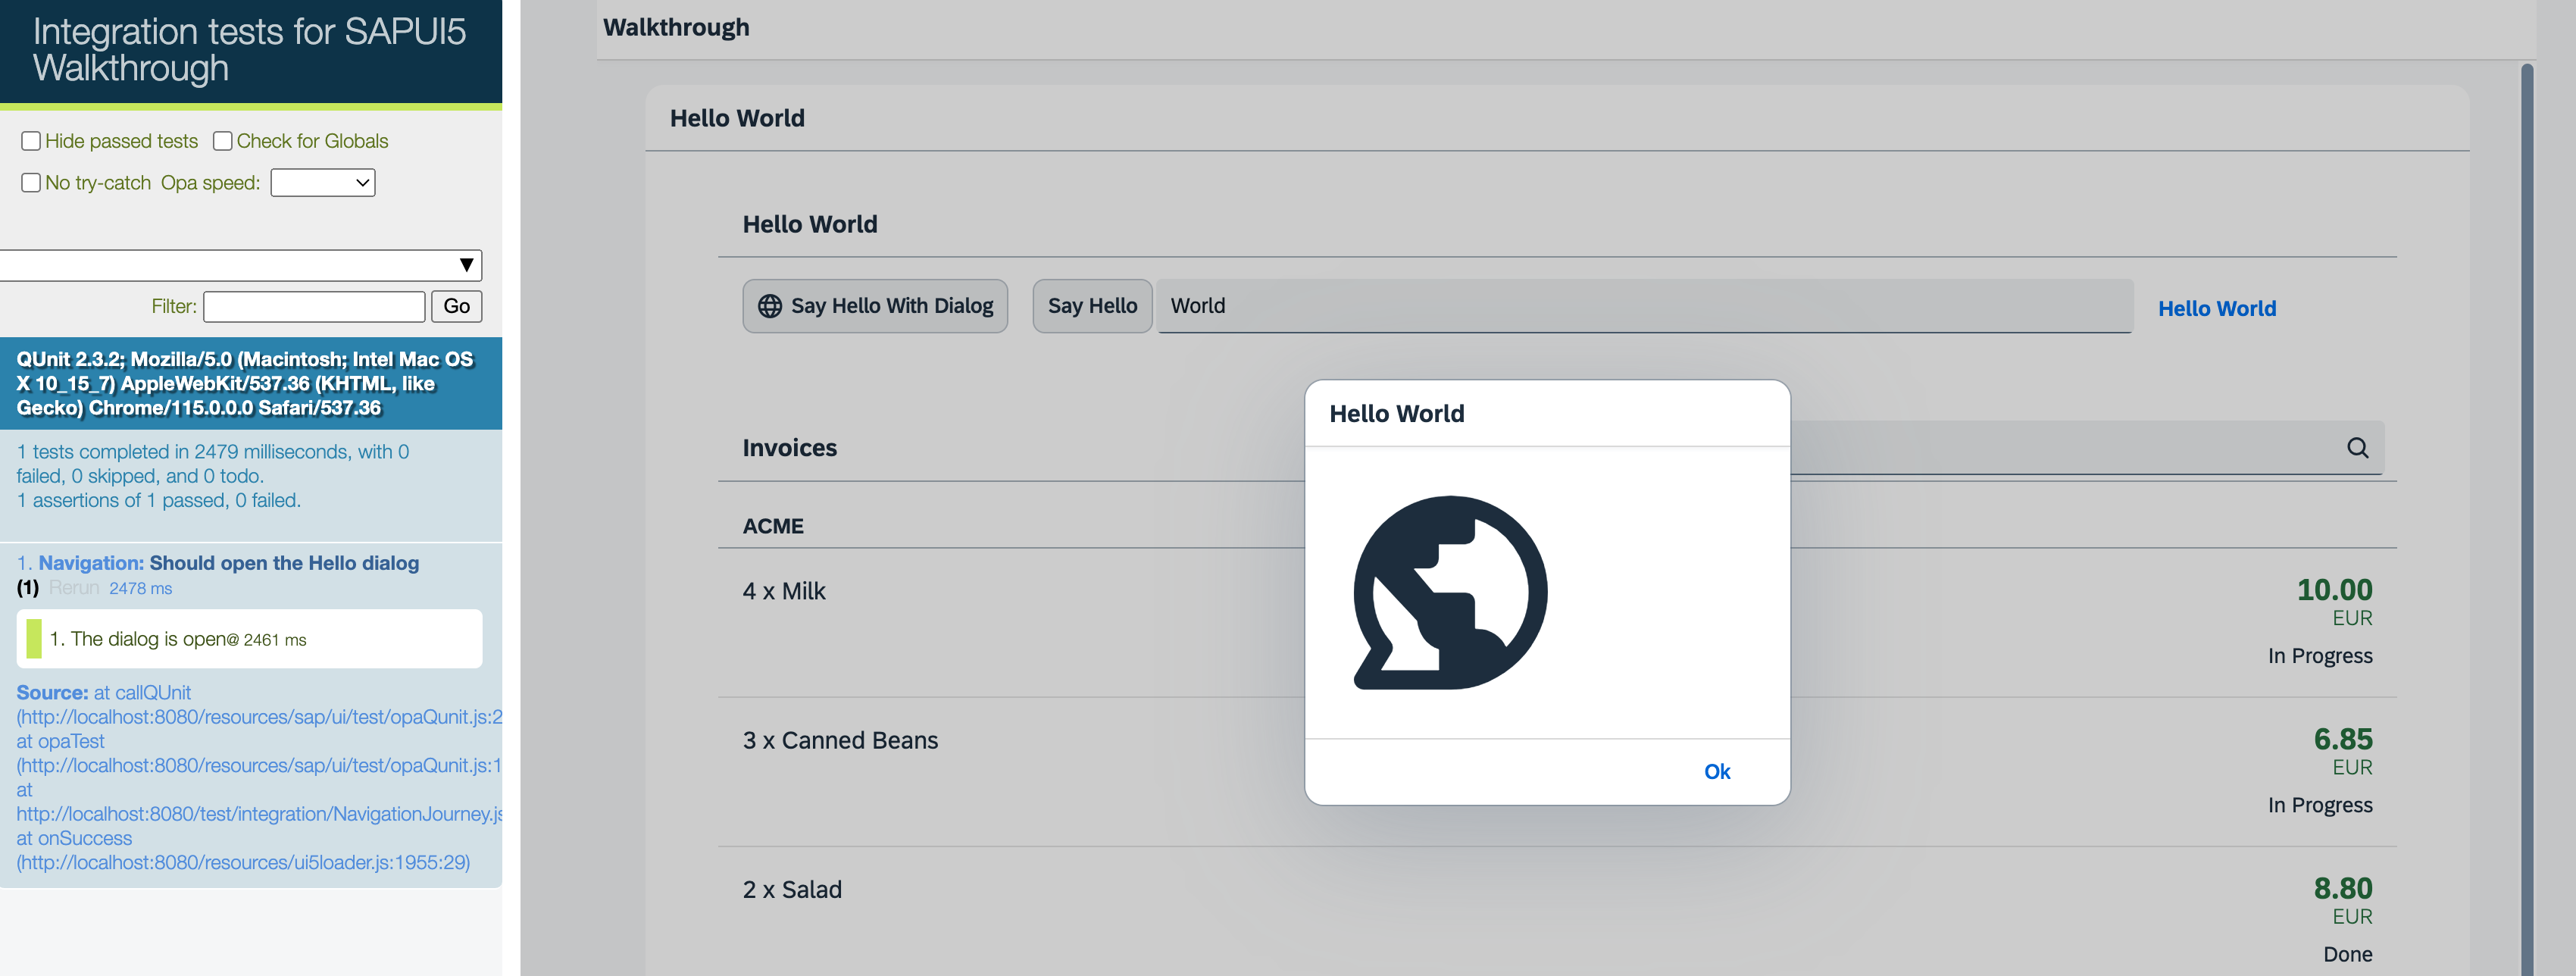 Integration tests for SAPUI5
Walkthrough
Hide passed tests Check for Globals
No try-catch Opa speed:
Filter: Go
QUnit 2.3.2; Mozilla/5.0 (Macintosh; Intel Mac OS
X 10_15_7) AppleWebKit/537.36 (KHTML, like
Gecko) Chrome/115.0.0.0 Safari/537.36
1 tests completed in 2479 milliseconds, with 0
failed, 0 skipped, and 0 todo.
1 assertions of 1 passed, 0 failed.
1. Navigation: Should open the Hello dialog
(1) Rerun 2478 ms
1. The dialog is open@ 2461 ms
Source: at callQUnit
(http://localhost:8080/resources/sap/ui/test/opaQunit.js:2
at opaTest
(http://localhost:8080/resources/sap/ui/test/opaQunit.js:1
at
http://localhost:8080/test/integration/NavigationJourney.js
at onSuccess
(http://localhost:8080/resources/ui5loader.js:1955:29)
Walkthrough
Hello World
Hello World
Say Hello With Dialog Say Hello World Hello World
Invoices
ACME
4 x Milk
10.00
EUR
In Progress
3 x Canned Beans
6.85
EUR
In Progress
2 x Salad
8.80
EUR
Done
Hello World
Ok